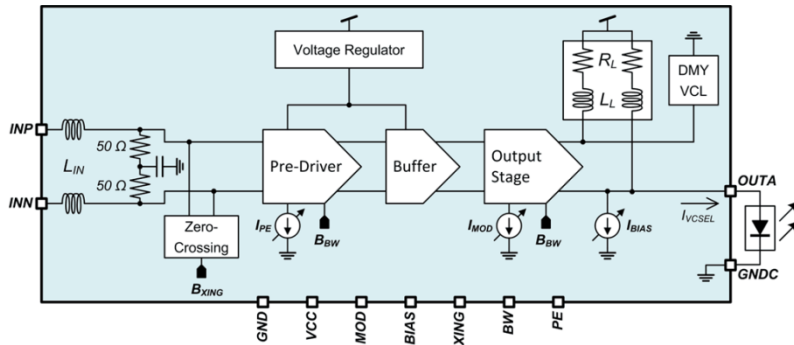 Voltage Regulator
R_L
L_L
DMY
VCL
INP
50 Ω
L_IN
50 Ω
INN
Pre-Driver
Buffer
Output
Stage
Zero-
Crossing
B_XING
I_PE
B_BW
I_MOD
B_BW
I_BIAS
OUTA
I_VCSEL
GNDC
GND
VCC
MOD
BIAS
XING
BW
PE